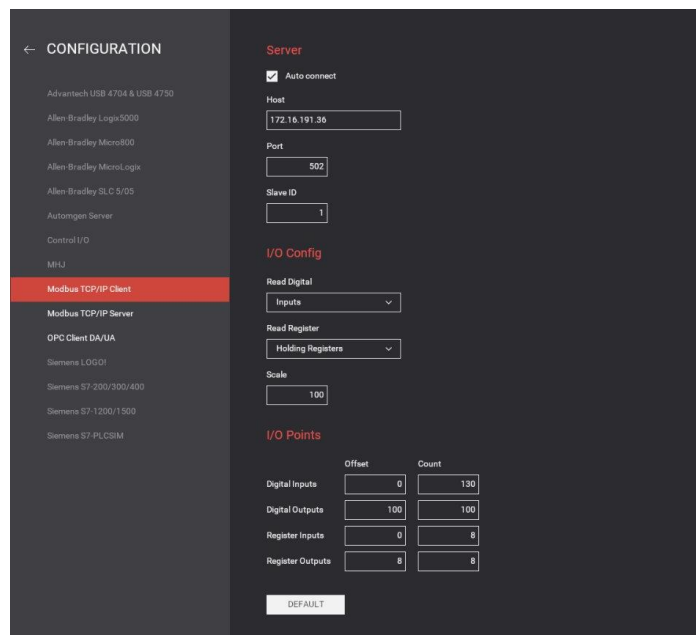 ← CONFIGURATION
Advantech USB 4704 & USB 4750
Allen-Bradley Logix5000
Allen-Bradley Micro800
Allen-Bradley MicroLogix
Allen-Bradley SLC 5/05
Automgen Server
Control I/O
MHJ
Modbus TCP/IP Client
Modbus TCP/IP Server
OPC Client DA/UA
Siemens LOGO!
Siemens S7-200/300/400
Siemens S7-1200/1500
Siemens S7-PLCSIM
Server
Auto connect
Host
172.16.191.36
Port
502
Slave ID
1
I/O Config
Read Digital
Inputs
Read Register
Holding Registers
Scale
100
I/O Points
Offset Count
Digital Inputs 0 130
Digital Outputs 100 100
Register Inputs 0 8
Register Outputs 8 8
DEFAULT